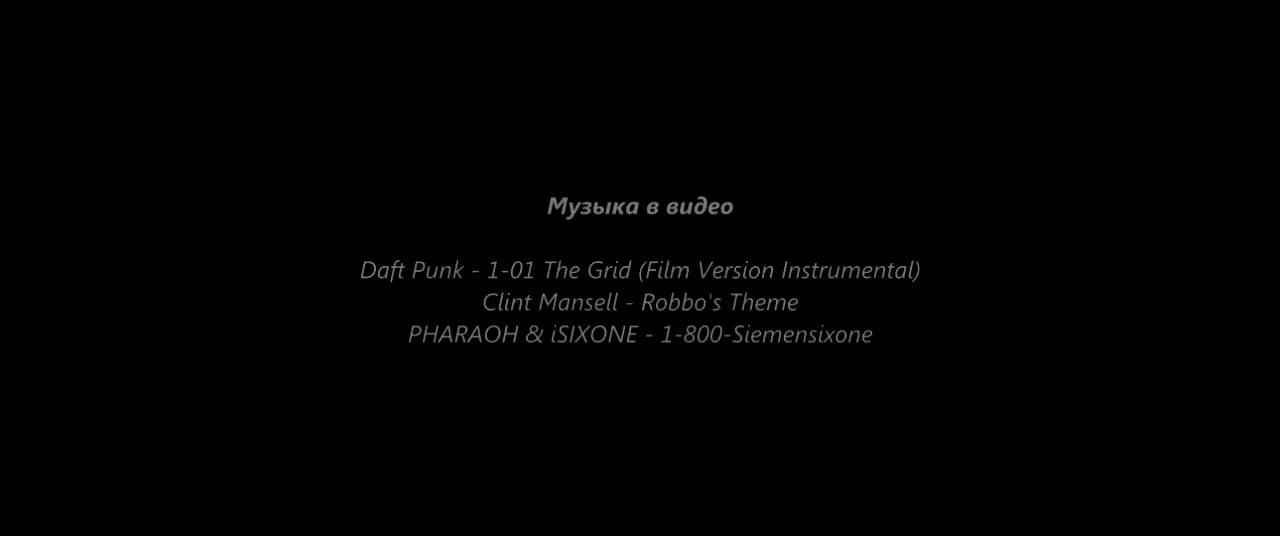 Музыка в видео
Daft Punk - 1-01 The Grid (Film Version Instrumental)
Clint Mansell - Robbo's Theme
PHARAOH & iSIXONE - 1-800-Siemensixone